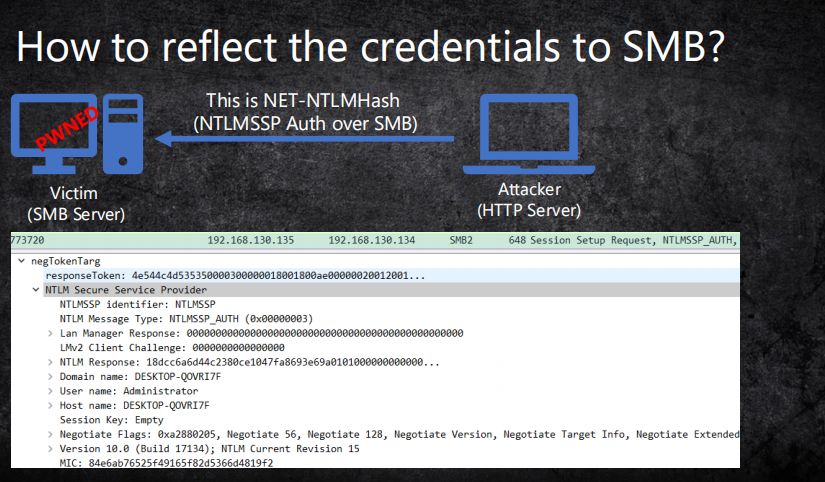 How to reflect the credentials to SMB?
This is NET-NTLMHash
(NTLMSSP Auth over SMB)
PWNED
Victim
(SMB Server)
Attacker
(HTTP Server)
773720 192.168.130.135 192.168.130.134 SMB2 648 Session Setup Request, NTLMSSP_AUTH,
negTokenTarg
responseToken: 4e544c4d535350000300000018001800ae00000020012001...
NTLM Secure Service Provider
NTLMSSP identifier: NTLMSSP
NTLM Message Type: NTLMSSP_AUTH (0x00000003)
Lan Manager Response: 000000000000000000000000000000000000000000000000
LMv2 Client Challenge: 0000000000000000
NTLM Response: 18dcc6a6d44c2380ce1047fa8693e69a0101000000000000...
Domain name: DESKTOP-QOVRI7F
User name: Administrator
Host name: DESKTOP-QOVRI7F
Session Key: Empty
Negotiate Flags: 0xa2880205, Negotiate 56, Negotiate 128, Negotiate Version, Negotiate Target Info, Negotiate Extended
Version 10.0 (Build 17134); NTLM Current Revision 15
MIC: 84e6ab76525f49165f82d5366d4819f2